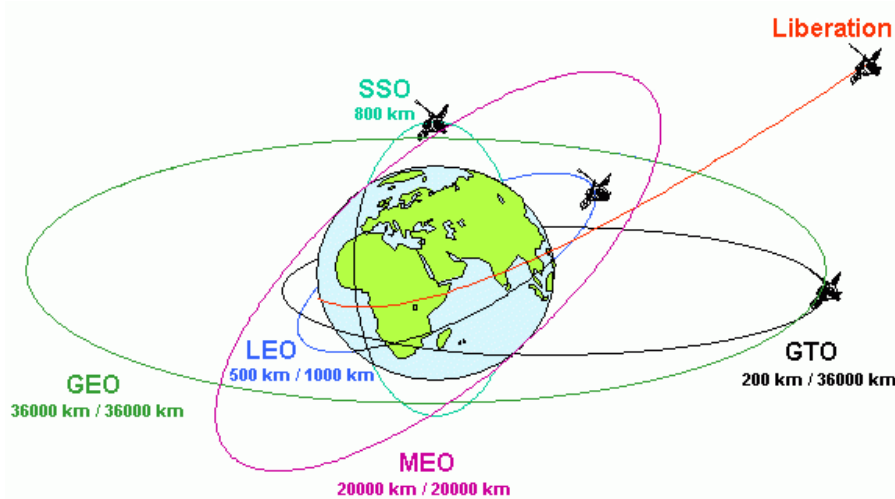 Liberation
SSO
800 km
LEO
500 km / 1000 km
GTO
200 km / 36000 km
GEO
36000 km / 36000 km
MEO
20000 km / 20000 km